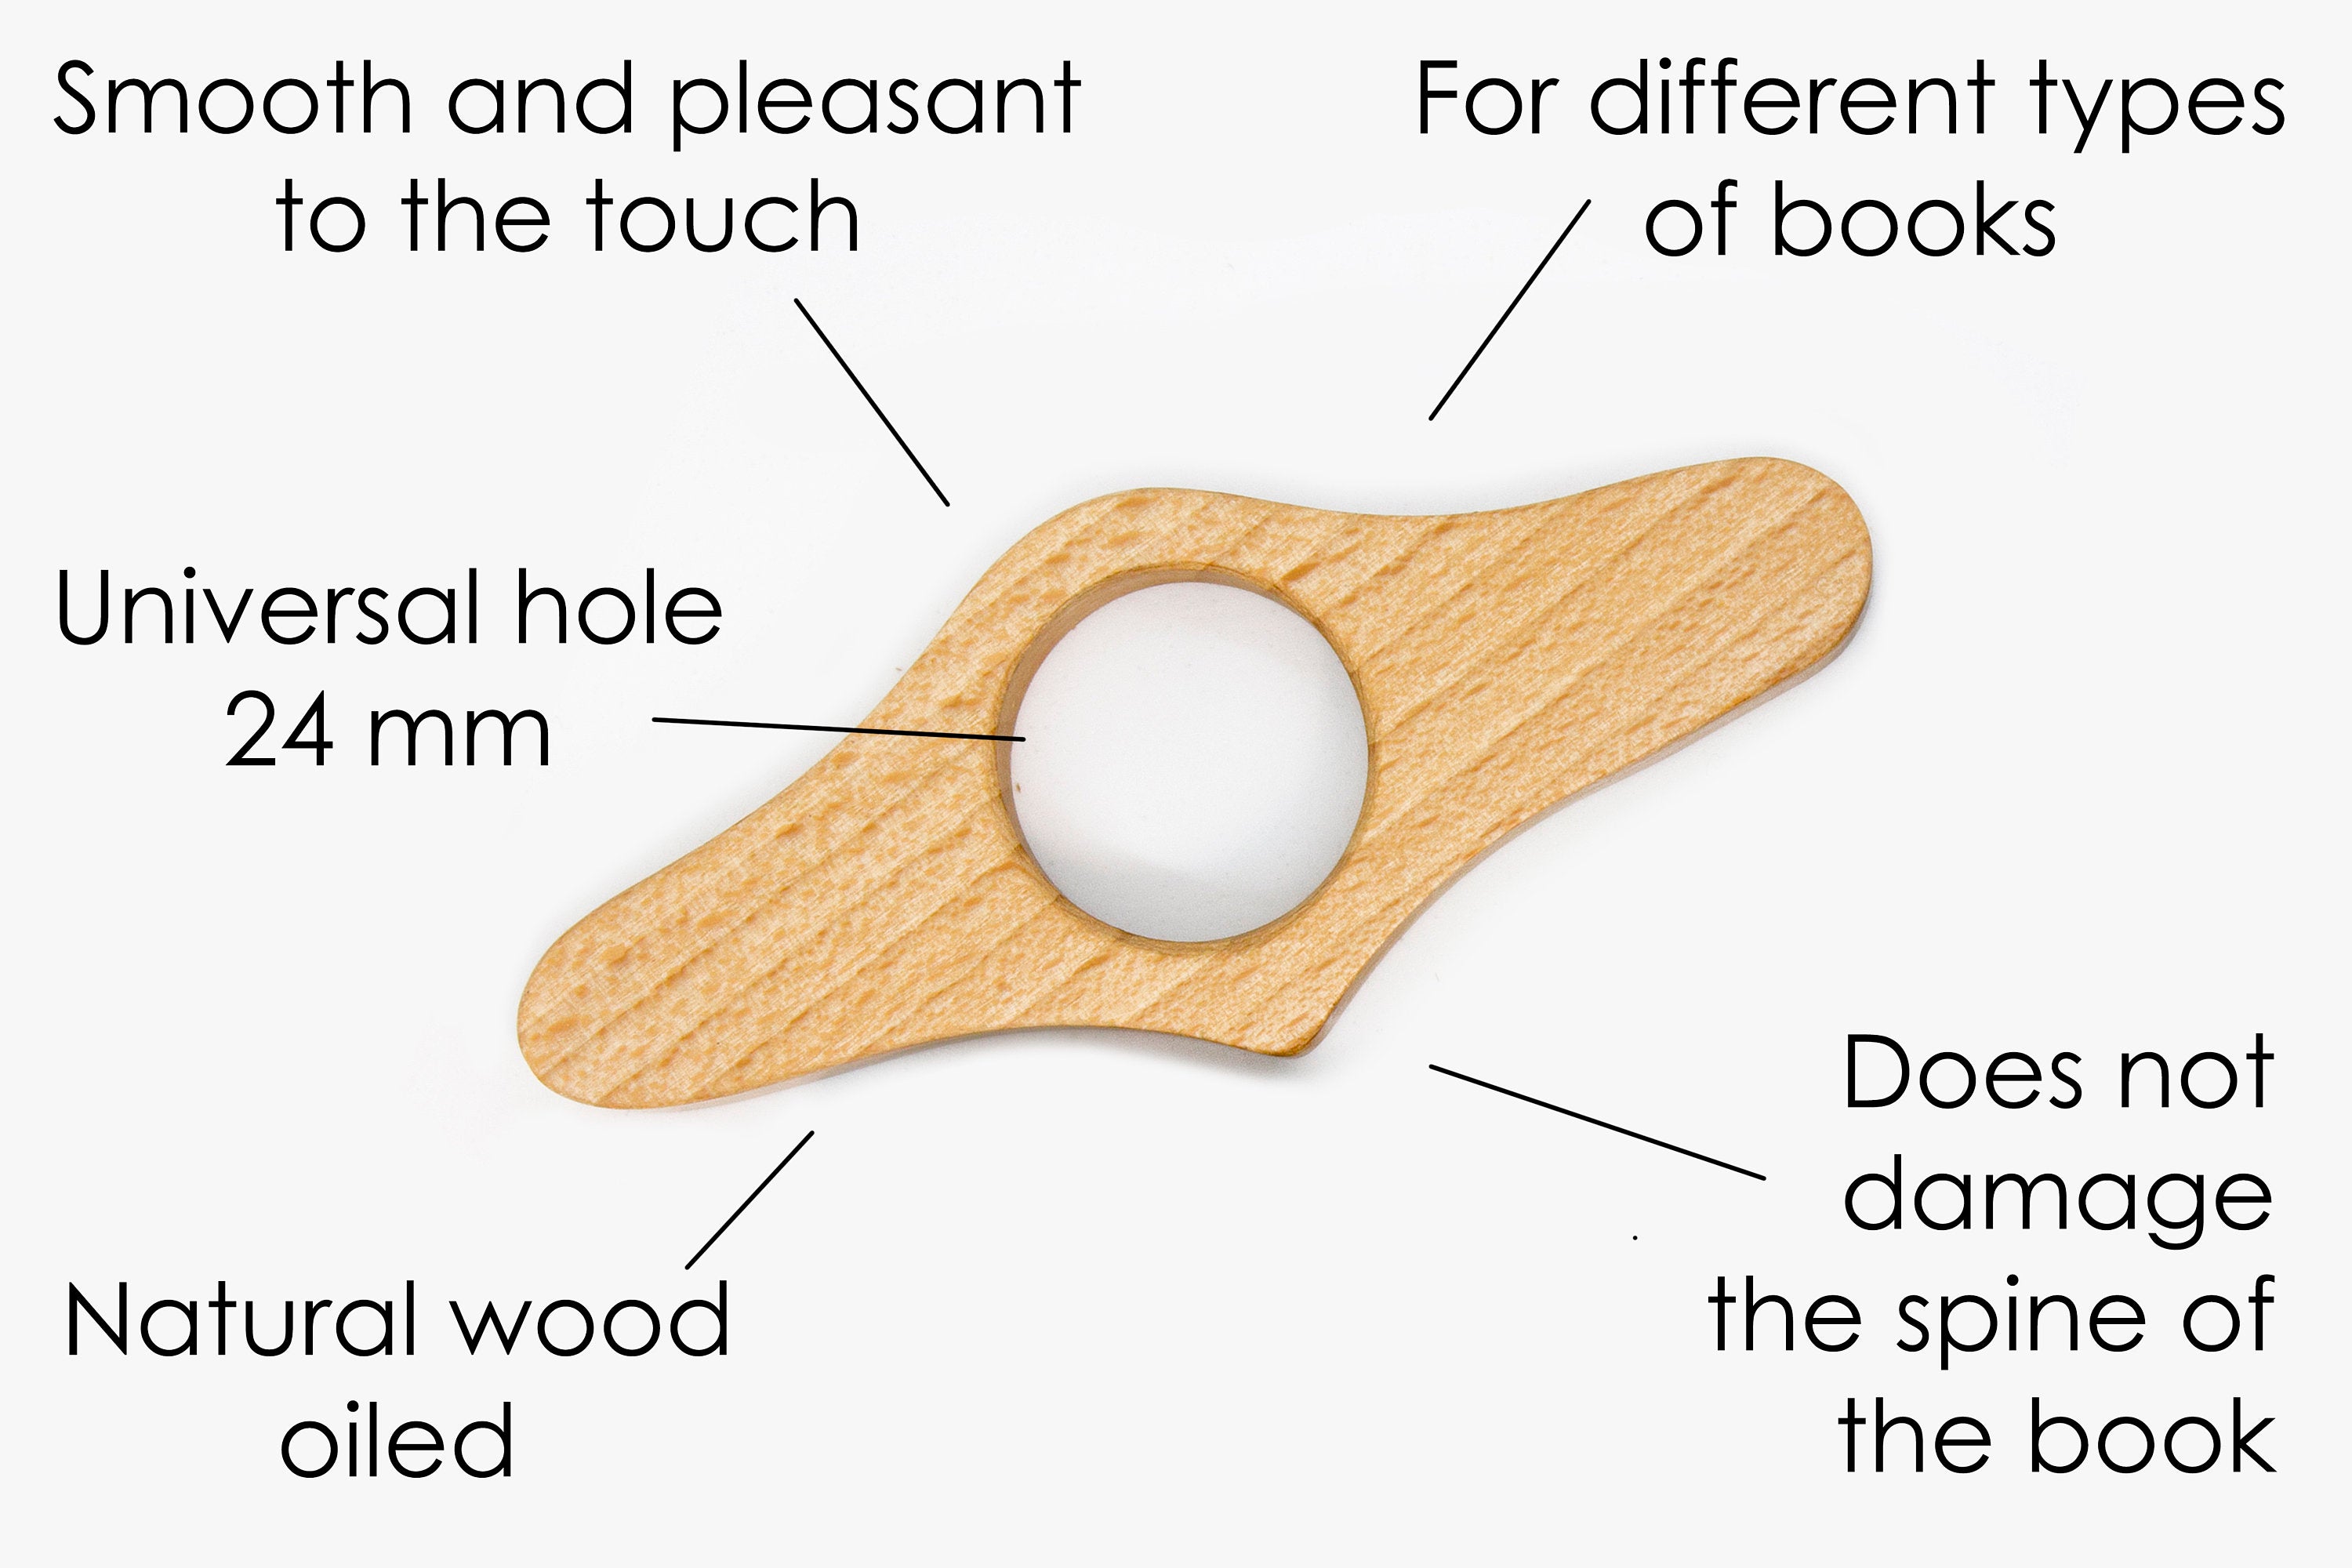 Smooth and pleasant
to the touch
For different types
of books
Universal hole
24 mm
Does not
damage
the spine of
the book
Natural wood
oiled